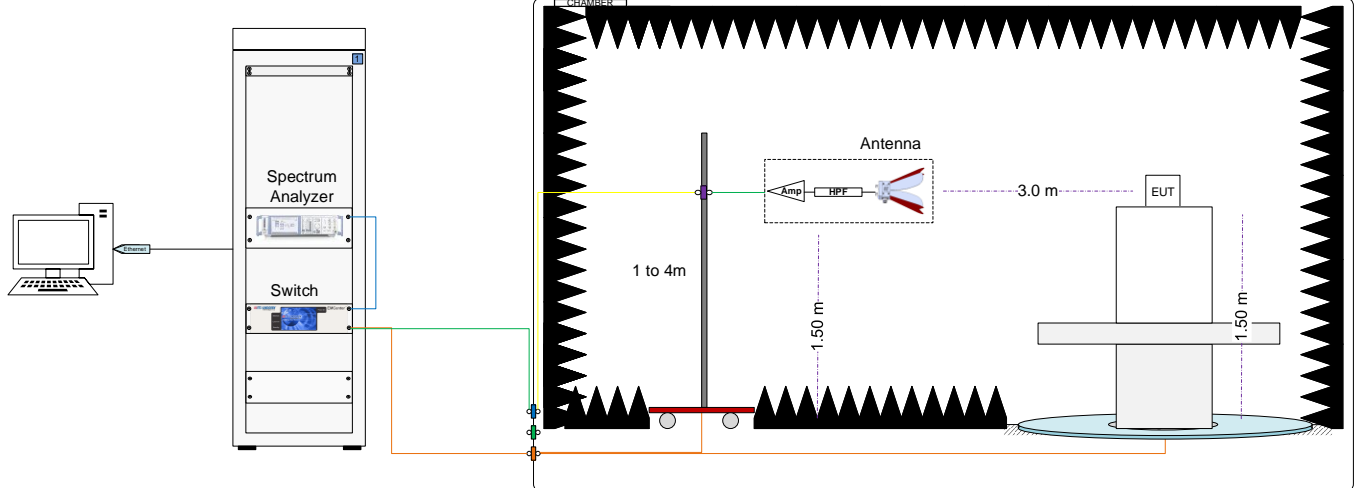 CHAMBER
1
Antenna
Spectrum
Analyzer
Amp
HPF
3.0 m
EUT
Ethernet
1 to 4m
Switch
1.50 m
1.50 m